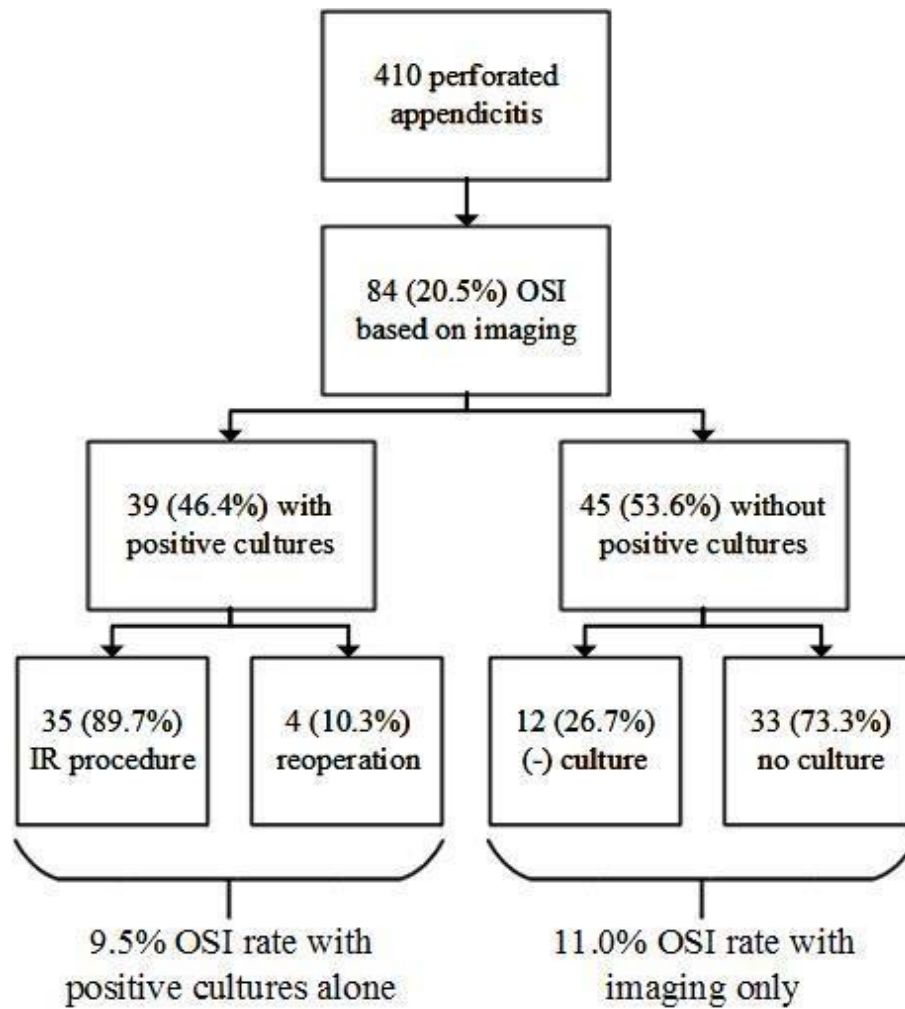 410 perforated
appendicitis
84 (20.5%) OSI
based on imaging
39 (46.4%) with
positive cultures
45 (53.6%) without
positive cultures
35 (89.7%)
IR procedure
4 (10.3%)
reoperation
12 (26.7%)
(-) culture
33 (73.3%)
no culture
9.5% OSI rate with
positive cultures alone
11.0% OSI rate with
imaging only